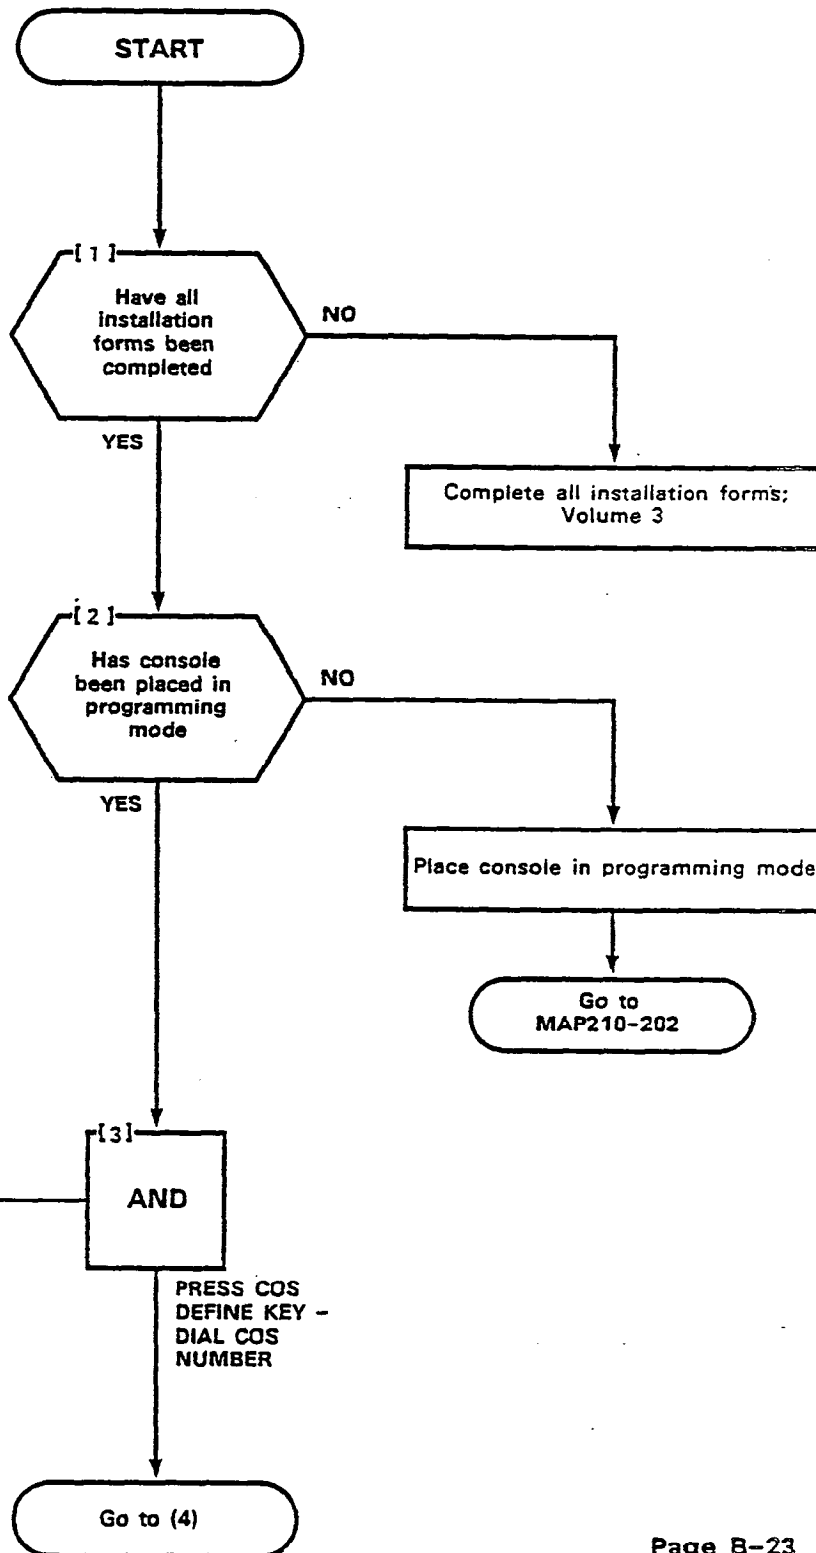 START
[1]
Have all
installation
forms been
completed
NO
YES
Complete all installation forms;
Volume 3
[2]
Has console
been placed in
programming
mode
NO
YES
Place console in programming mode
Go to
MAP210-202
[3]
AND
PRESS COS
DEFINE KEY -
DIAL COS
NUMBER
Go to (4)
Page B-23